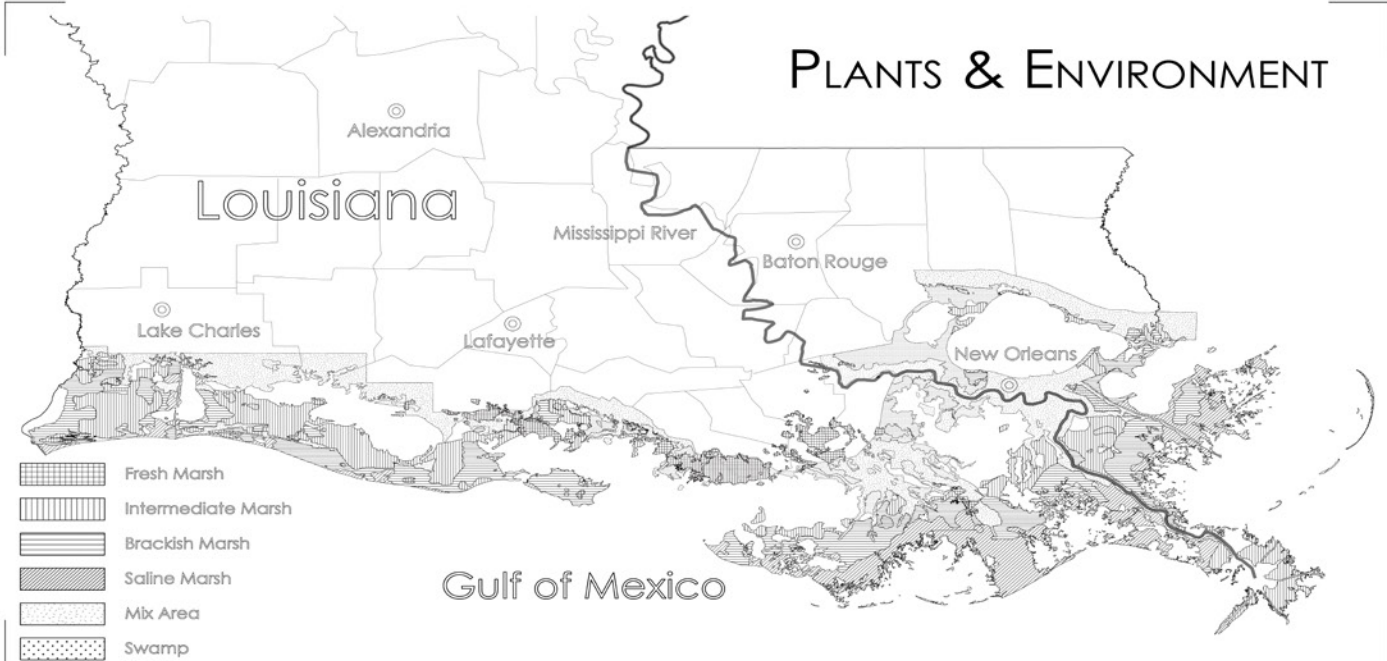 PLANTS & ENVIRONMENT
Alexandria
Louisiana
Mississippi River
Baton Rouge
Lake Charles
Lafayette
New Orleans
Fresh Marsh
Intermediate Marsh
Brackish Marsh
Saline Marsh
Gulf of Mexico
Mix Area
Swamp